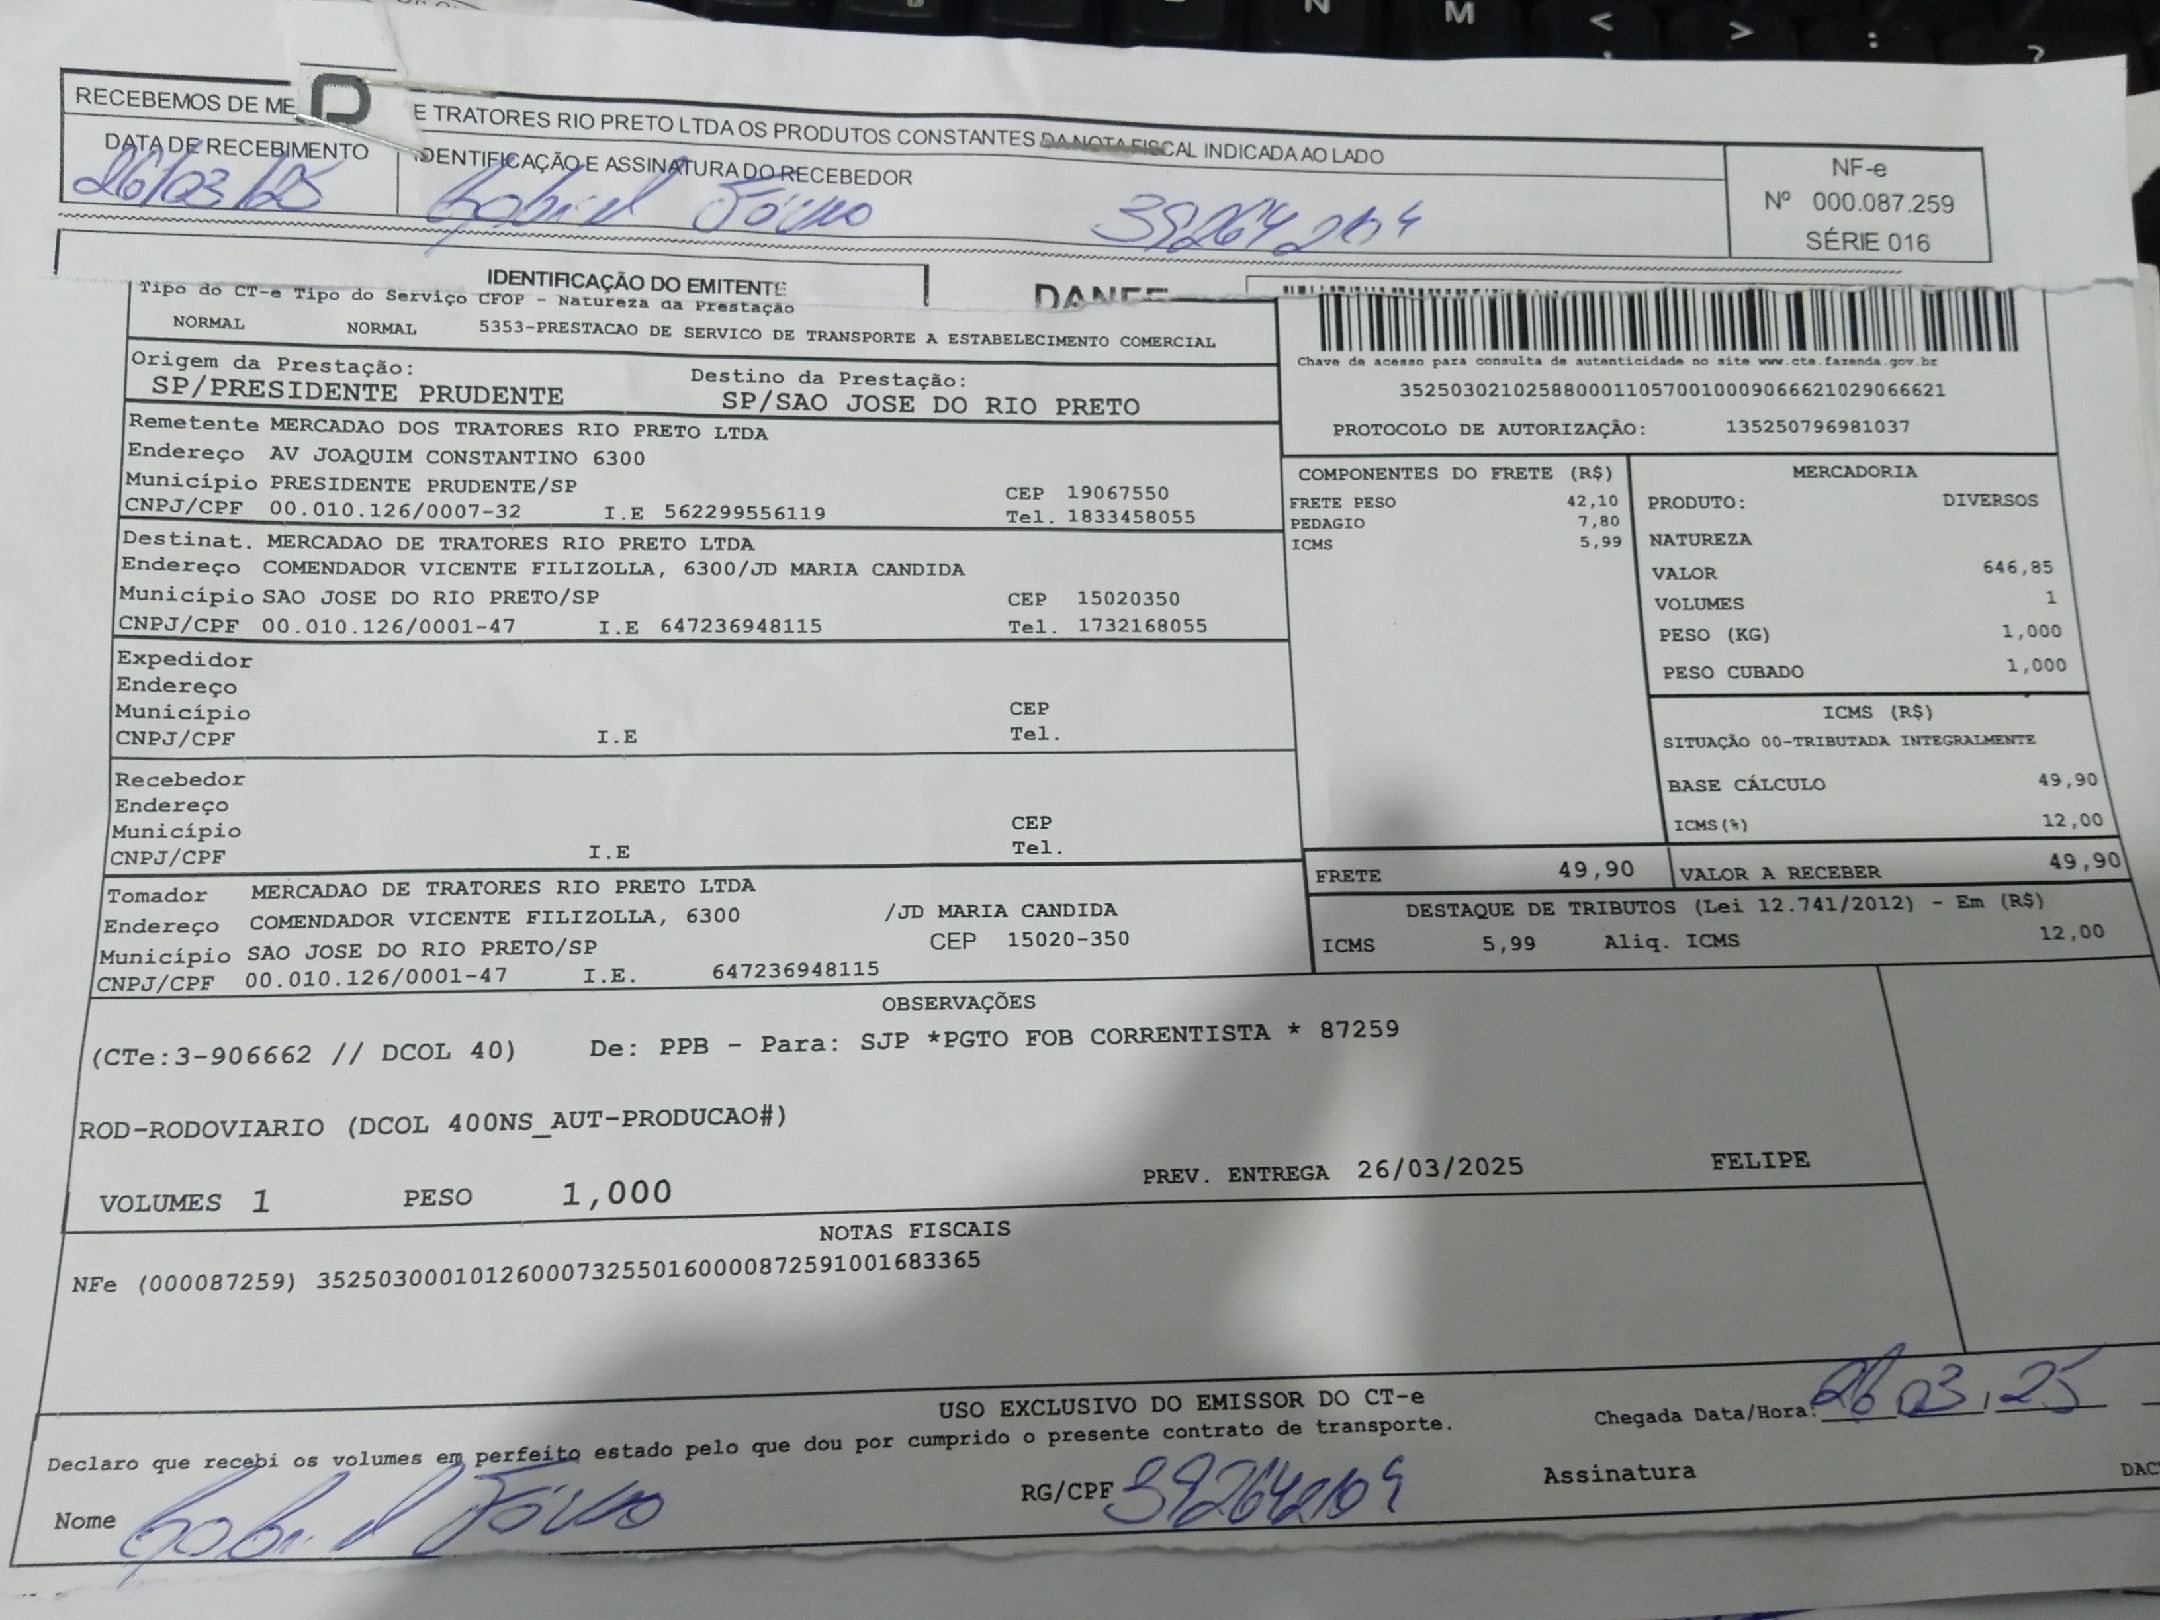 RECEBEMOS DE ME E TRATORES RIO PRETO LTDA OS PRODUTOS CONSTANTES DA NOTA FISCAL INDICADA AO LADO
DATA DE RECEBIMENTO IDENTIFICAÇÃO E ASSINATURA DO RECEBEDOR
26/03/25 Gabriel
NF-e
Nº 000.087.259
SÉRIE 016
IDENTIFICAÇÃO DO EMITENTE DANFE
Tipo do CT-e Tipo do Serviço CFOP - Natureza da Prestação
NORMAL NORMAL 5353-PRESTACAO DE SERVICO DE TRANSPORTE A ESTABELECIMENTO COMERCIAL
Origem da Prestação: Destino da Prestação:
SP/PRESIDENTE PRUDENTE SP/SAO JOSE DO RIO PRETO
Remetente MERCADAO DOS TRATORES RIO PRETO LTDA
Endereço AV JOAQUIM CONSTANTINO 6300
Município PRESIDENTE PRUDENTE/SP CEP 19067550
CNPJ/CPF 00.010.126/0007-32 I.E 562299556119 Tel. 1833458055
Destinat. MERCADAO DE TRATORES RIO PRETO LTDA
Endereço COMENDADOR VICENTE FILIZOLLA, 6300/JD MARIA CANDIDA
Município SAO JOSE DO RIO PRETO/SP CEP 15020350
CNPJ/CPF 00.010.126/0001-47 I.E 647236948115 Tel. 1732168055
Expedidor
Endereço
Município CEP
CNPJ/CPF I.E Tel.
Recebedor
Endereço
Município CEP
CNPJ/CPF I.E Tel.
Tomador MERCADAO DE TRATORES RIO PRETO LTDA
Endereço COMENDADOR VICENTE FILIZOLLA, 6300 /JD MARIA CANDIDA
Município SAO JOSE DO RIO PRETO/SP CEP 15020-350
CNPJ/CPF 00.010.126/0001-47 I.E. 647236948115
Chave de acesso para consulta de autenticidade no site www.cte.fazenda.gov.br
35250302102588000110570010009066621029066621
PROTOCOLO DE AUTORIZAÇÃO: 135250796981037
COMPONENTES DO FRETE (R$)
FRETE PESO 42,10
PEDAGIO 7,80
ICMS 5,99
MERCADORIA
PRODUTO: DIVERSOS
NATUREZA
VALOR 646,85
VOLUMES 1
PESO (KG) 1,000
PESO CUBADO 1,000
ICMS (R$)
SITUAÇÃO 00-TRIBUTADA INTEGRALMENTE
BASE CÁLCULO 49,90
ICMS(%) 12,00
FRETE 49,90 VALOR A RECEBER 49,90
DESTAQUE DE TRIBUTOS (Lei 12.741/2012) - Em (R$)
ICMS 5,99 Aliq. ICMS 12,00
OBSERVAÇÕES
(CTe:3-906662 // DCOL 40) De: PPB - Para: SJP *PGTO FOB CORRENTISTA * 87259
ROD-RODOVIARIO (DCOL 400NS_AUT-PRODUCAO#)
VOLUMES 1 PESO 1,000 PREV. ENTREGA 26/03/2025 FELIPE
NOTAS FISCAIS
NFe (000087259) 35250300010126000732550160000872591001683365
USO EXCLUSIVO DO EMISSOR DO CT-e
Declaro que recebi os volumes em perfeito estado pelo que dou por cumprido o presente contrato de transporte.
Chegada Data/Hora: 26 03, 25
Nome Gabriel RG/CPF Assinatura DAC